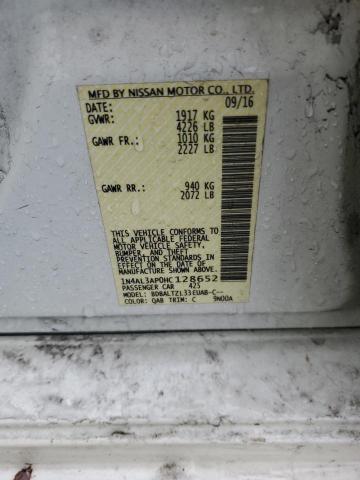 MFD BY NISSAN MOTOR CO., LTD.
DATE: 09/16
GVWR: 1917 KG
4226 LB
GAWR FR: 1010 KG
2227 LB
GAWR RR: 940 KG
2072 LB
THIS VEHICLE CONFORMS TO ALL
APPLICABLE FEDERAL MOTOR
VEHICLE SAFETY,
BUMPER, AND THEFT
PREVENTION STANDARDS IN EFFECT
ON THE DATE OF MANUFACTURE
SHOWN ABOVE.
1N4AL3AP0HC128652
PASSENGER CAR 425
MODEL: BDBALTZL33EUAB-C--
COLOR: QAB TRIM: C 9N00A